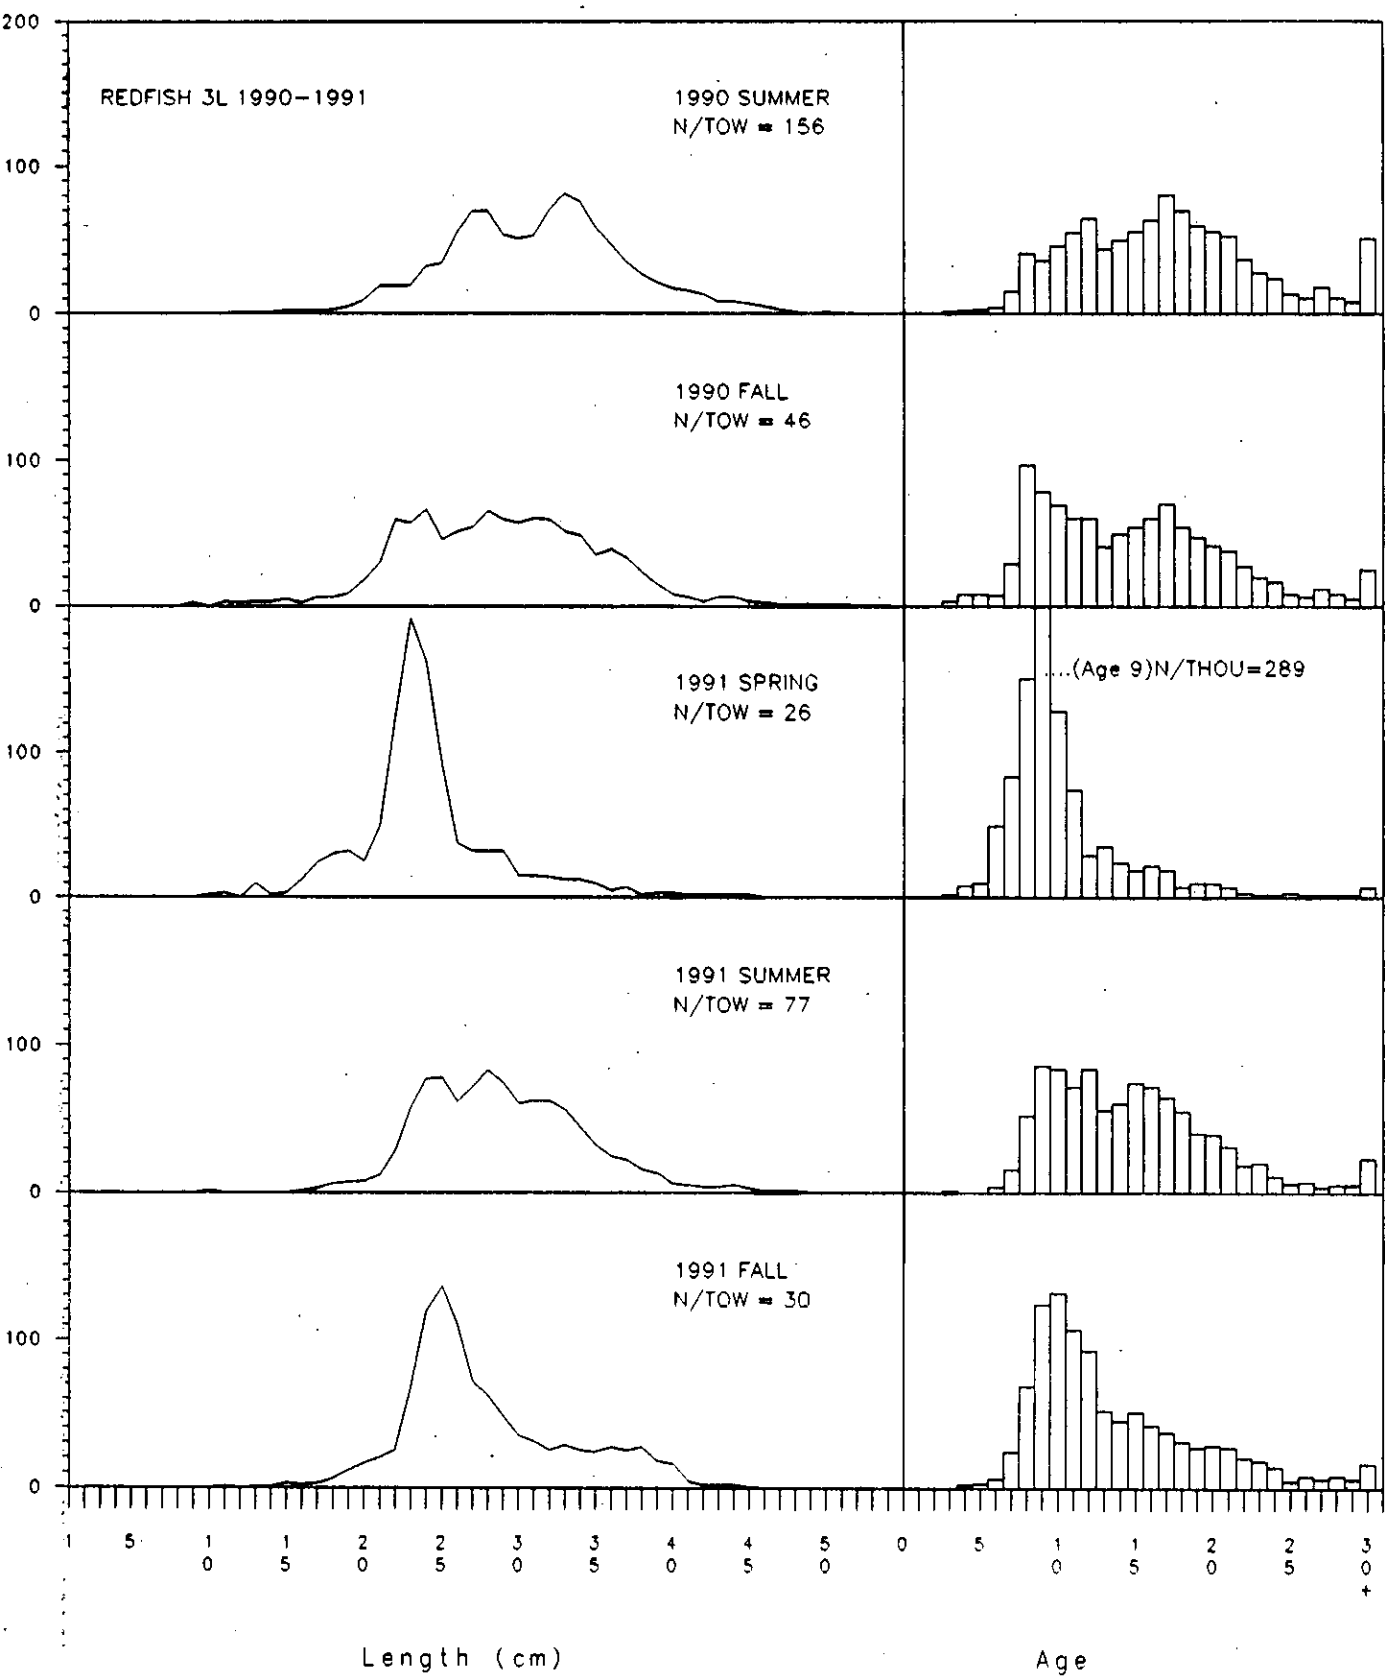 200
REDFISH 3L 1990-1991
1990 SUMMER
N/TOW = 156
100
0
1990 FALL
N/TOW = 46
100
0
1991 SPRING
N/TOW = 26
....(Age 9)N/THOU=289
100
0
1991 SUMMER
N/TOW = 77
100
0
1991 FALL
N/TOW = 30
100
0
1 5 10 15 20 25 30 35 40 45 50 0 5 10 15 20 25 30+
Length (cm) Age